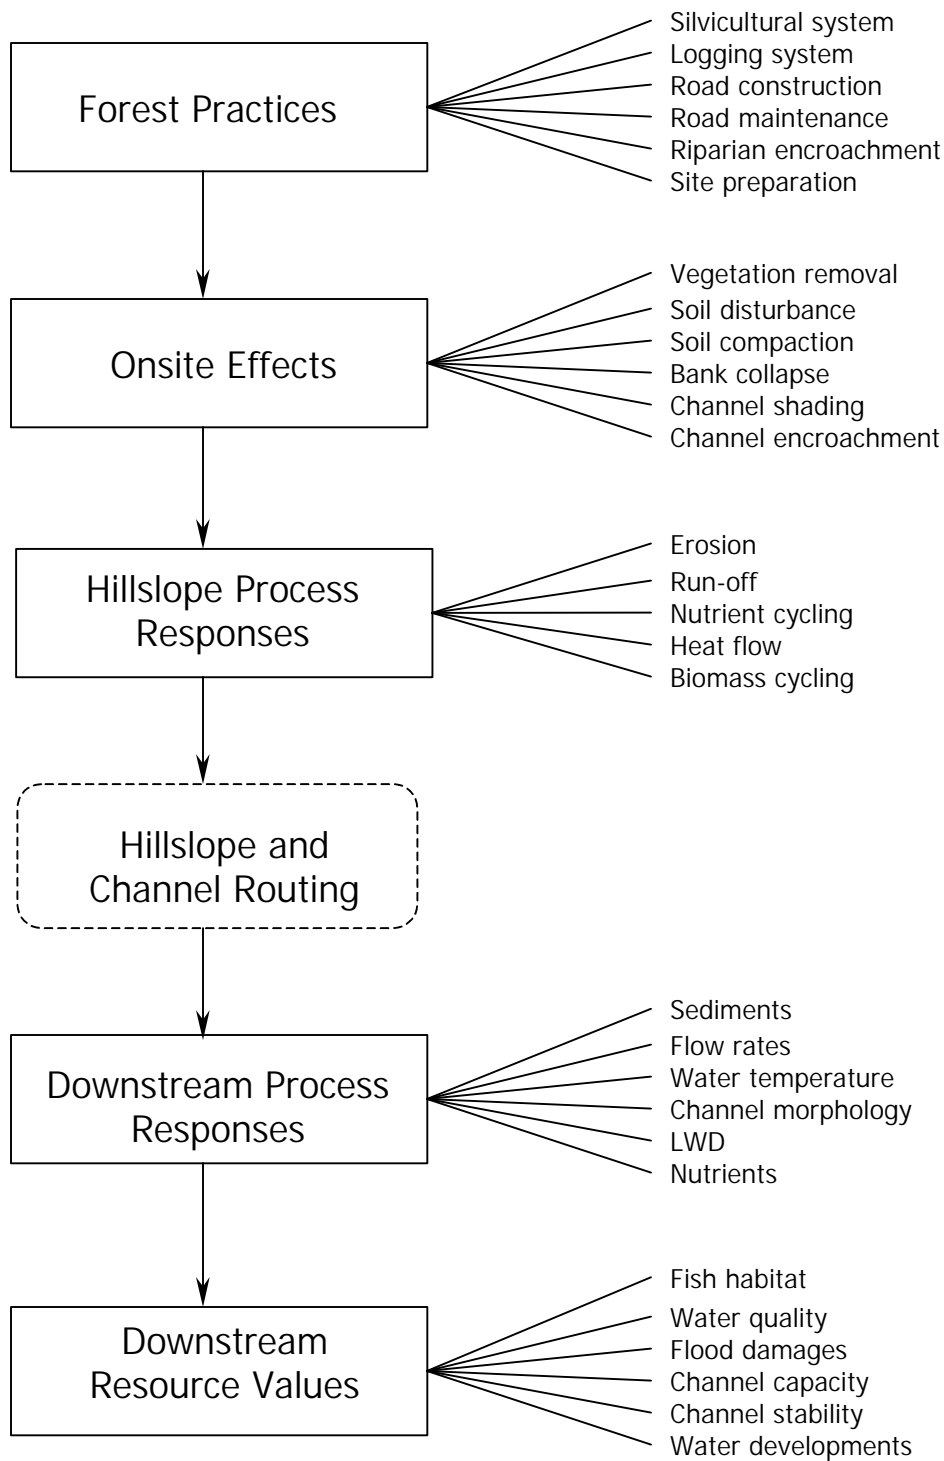 Forest Practices
Silvicultural system
Logging system
Road construction
Road maintenance
Riparian encroachment
Site preparation
Onsite Effects
Vegetation removal
Soil disturbance
Soil compaction
Bank collapse
Channel shading
Channel encroachment
Hillslope Process
Responses
Erosion
Run-off
Nutrient cycling
Heat flow
Biomass cycling
Hillslope and
Channel Routing
Downstream Process
Responses
Sediments
Flow rates
Water temperature
Channel morphology
LWD
Nutrients
Downstream
Resource Values
Fish habitat
Water quality
Flood damages
Channel capacity
Channel stability
Water developments